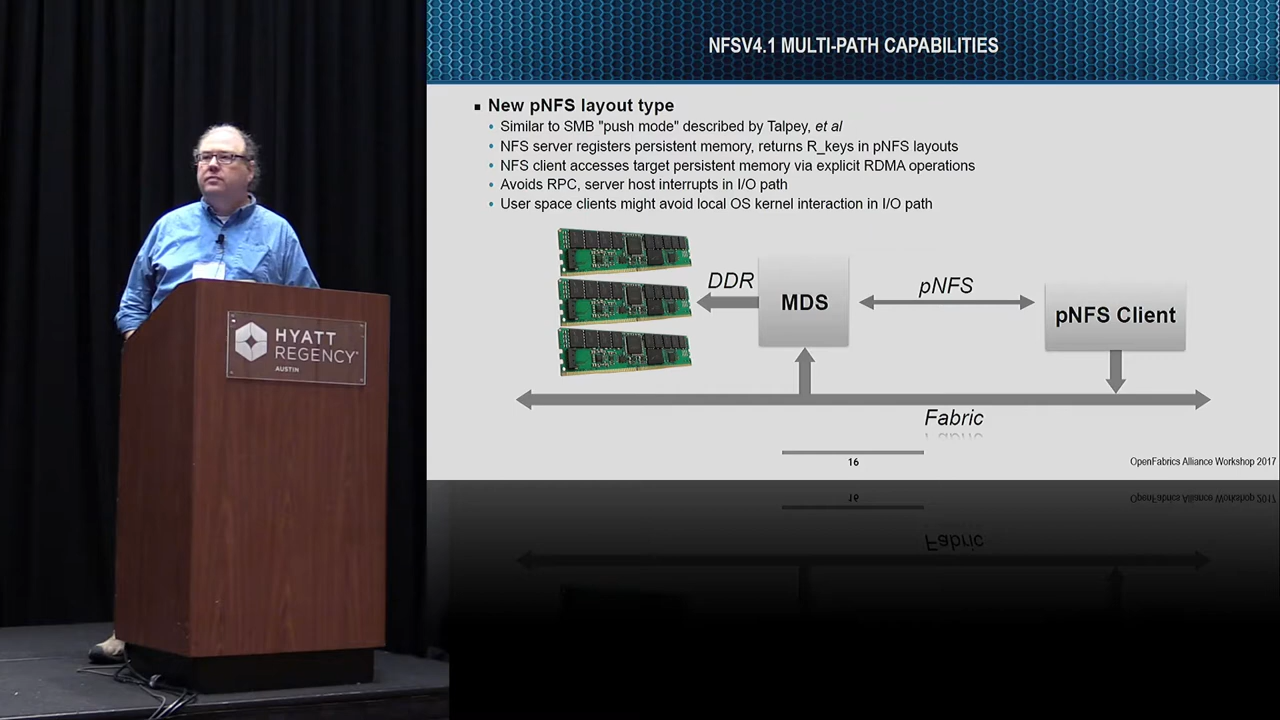 NFSV4.1 MULTI-PATH CAPABILITIES
▪ New pNFS layout type
• Similar to SMB "push mode" described by Talpey, et al
• NFS server registers persistent memory, returns R_keys in pNFS layouts
• NFS client accesses target persistent memory via explicit RDMA operations
• Avoids RPC, server host interrupts in I/O path
• User space clients might avoid local OS kernel interaction in I/O path
DDR
MDS
pNFS
pNFS Client
Fabric
16
OpenFabrics Alliance Workshop 2017
HYATT
REGENCY
AUSTIN